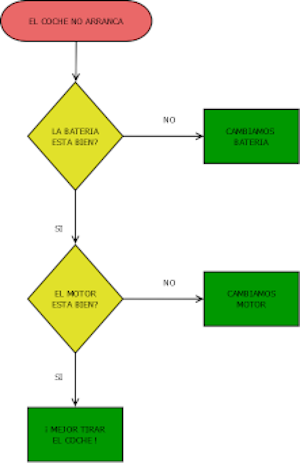 EL COCHE NO ARRANCA
LA BATERIA
ESTA BIEN?
NO
CAMBIAMOS
BATERIA
SI
EL MOTOR
ESTA BIEN?
NO
CAMBIAMOS
MOTOR
SI
¡ MEJOR TIRAR
EL COCHE !